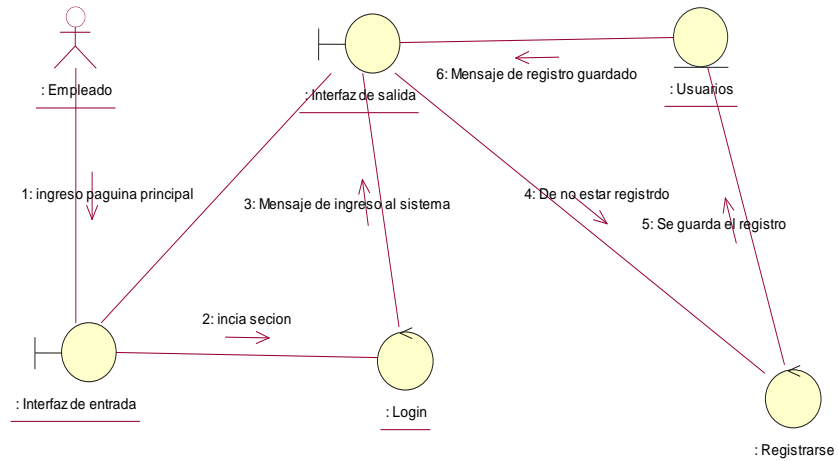 : Empleado
: Interfaz de salida
6: Mensaje de registro guardado
: Usuarios
1: ingreso paguina principal
3: Mensaje de ingreso al sistema
4: De no estar registrdo
5: Se guarda el registro
2: incia secion
: Interfaz de entrada
: Login
: Registrarse